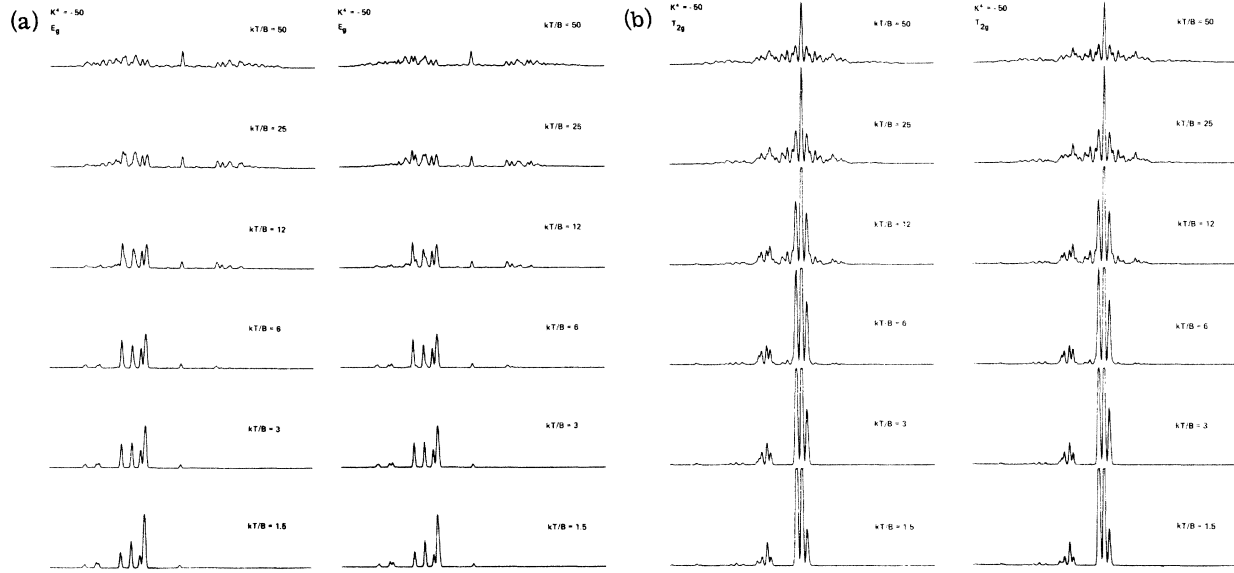 (a)
K⁴ = -50
E_g
kT/B = 50
kT/B = 25
kT/B = 12
kT/B = 6
kT/B = 3
kT/B = 1.5
K⁴ = -50
E_g
kT/B = 50
kT/B = 25
kT/B = 12
kT/B = 6
kT/B = 3
kT/B = 1.5
(b)
K⁴ = -50
T_2g
kT/B = 50
kT/B = 25
kT/B = 12
kT/B = 6
kT/B = 3
kT/B = 1.5
K⁴ = -50
T_2g
kT/B = 50
kT/B = 25
kT/B = 12
kT/B = 6
kT/B = 3
kT/B = 1.5